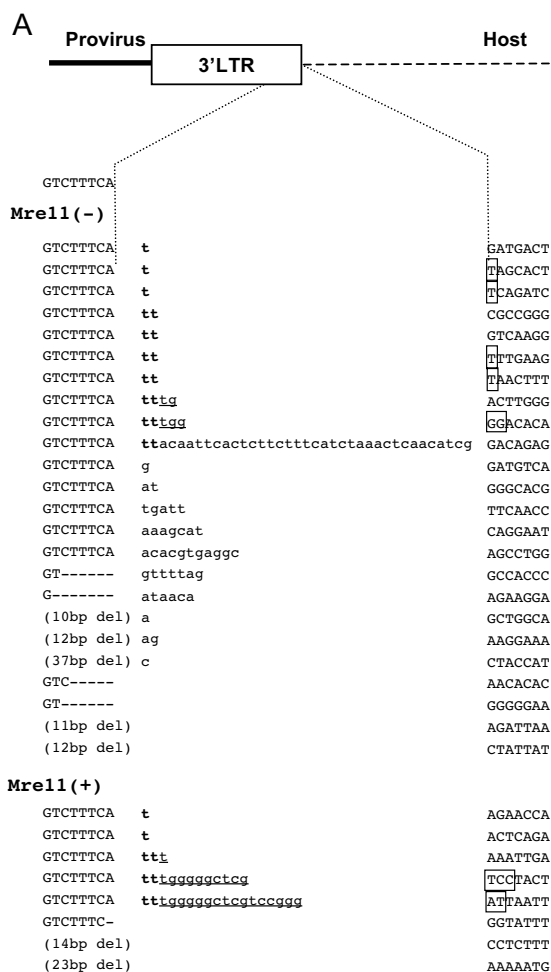 A
Provirus 3'LTR Host
GTCTTTCA
Mre11(-)
GTCTTTCA t GATGACT
GTCTTTCA t TAGCACT
GTCTTTCA t TCAGATC
GTCTTTCA tt CGCCGGG
GTCTTTCA tt GTCAAGG
GTCTTTCA tt TTTGAAG
GTCTTTCA tt TAACTTT
GTCTTTCA tttg ACTTGGG
GTCTTTCA tttgg GGACACA
GTCTTTCA ttacaattcactcttctttcatctaaactcaacatcg GACAGAG
GTCTTTCA g GATGTCA
GTCTTTCA at GGGCACG
GTCTTTCA tgatt TTCAACC
GTCTTTCA aaagcat CAGGAAT
GTCTTTCA acacgtgaggc AGCCTGG
GT------ gttttag GCCACCC
G------- ataaca AGAAGGA
(10bp del) a GCTGGCA
(12bp del) ag AAGGAAA
(37bp del) c CTACCAT
GTC----- AACACAC
GT------ GGGGGAA
(11bp del) AGATTAA
(12bp del) CTATTAT
Mre11(+)
GTCTTTCA t AGAACCA
GTCTTTCA t ACTCAGA
GTCTTTCA ttt AAATTGA
GTCTTTCA tttgggggctcg TCCTACT
GTCTTTCA tttgggggctcgtccggg ATTAATT
GTCTTTC- GGTATTT
(14bp del) CCTCTTT
(23bp del) AAAAATG